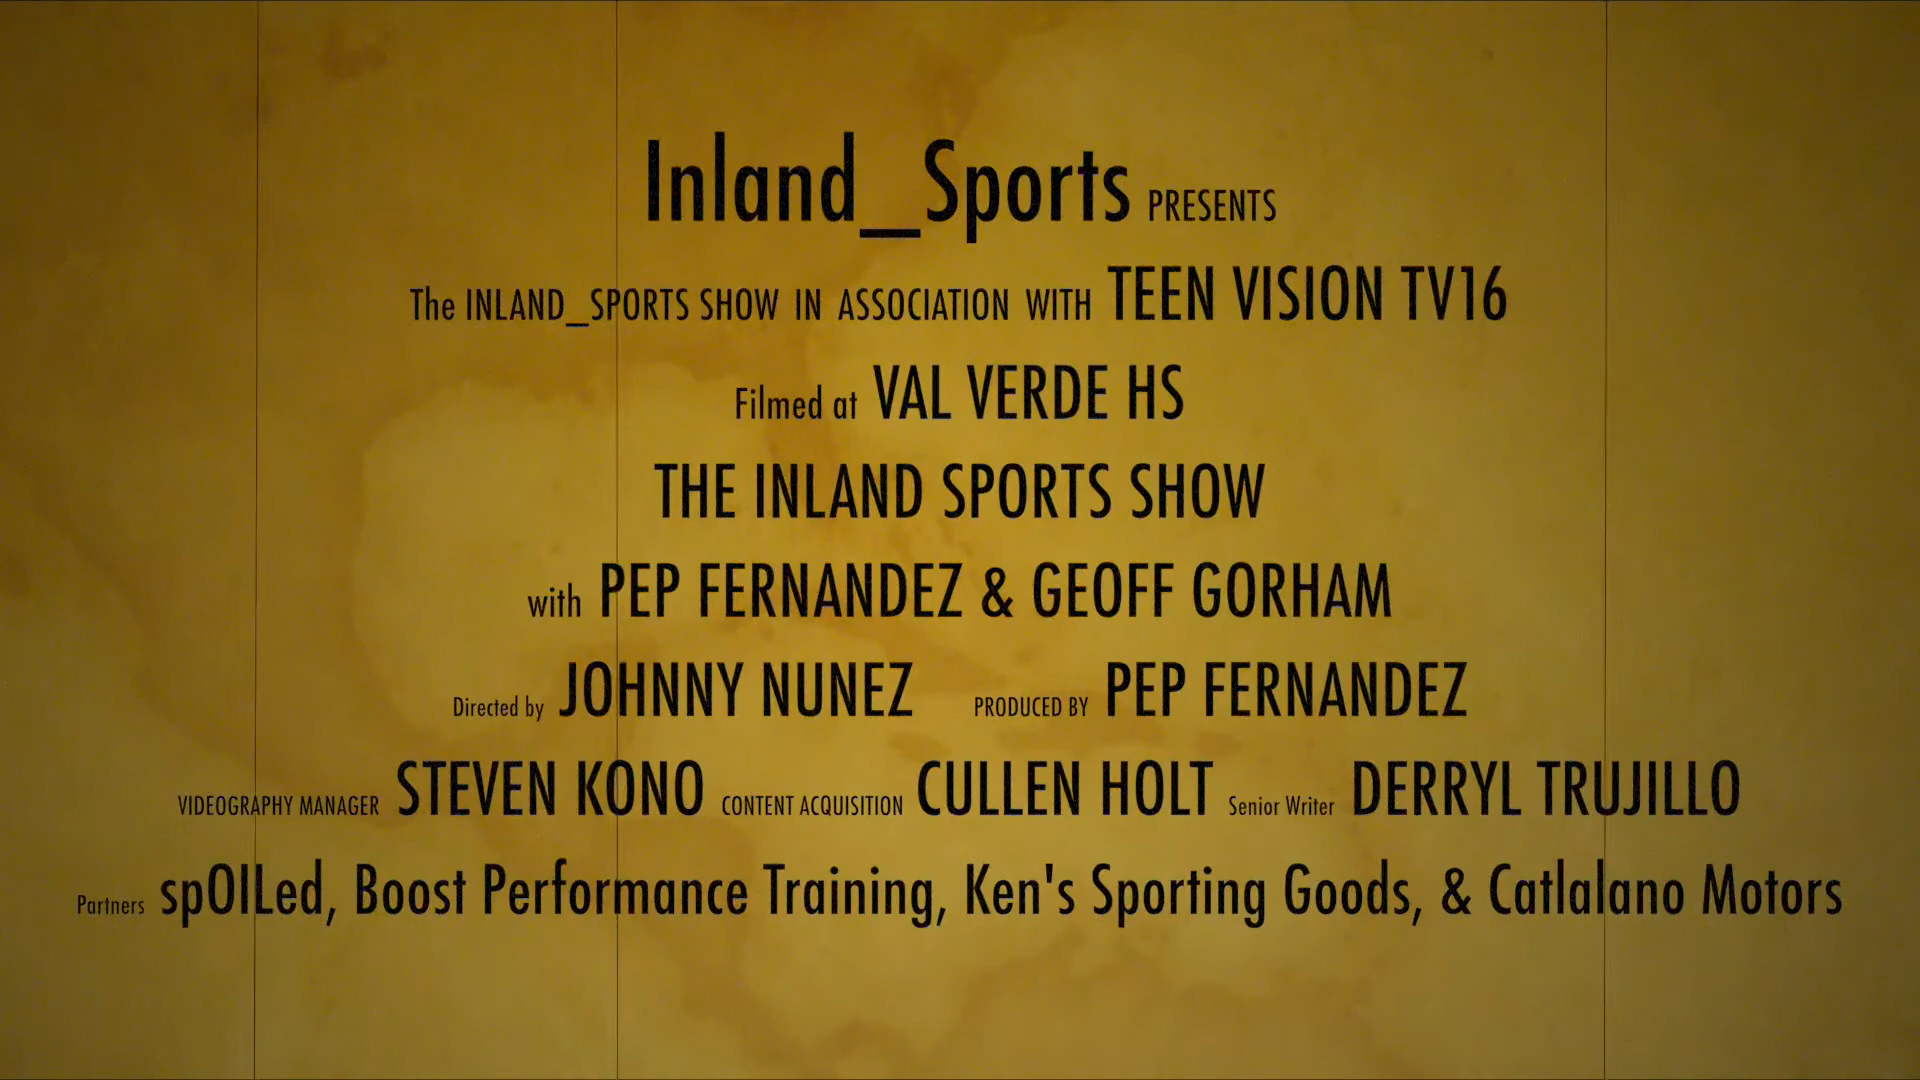 Inland_Sports PRESENTS
The INLAND_SPORTS SHOW IN ASSOCIATION WITH TEEN VISION TV16
Filmed at VAL VERDE HS
THE INLAND SPORTS SHOW
with PEP FERNANDEZ & GEOFF GORHAM
Directed by JOHNNY NUNEZ PRODUCED BY PEP FERNANDEZ
VIDEOGRAPHY MANAGER STEVEN KONO CONTENT ACQUISITION CULLEN HOLT Senior Writer DERRYL TRUJILLO
Partners spOILed, Boost Performance Training, Ken's Sporting Goods, & Catlalano Motors